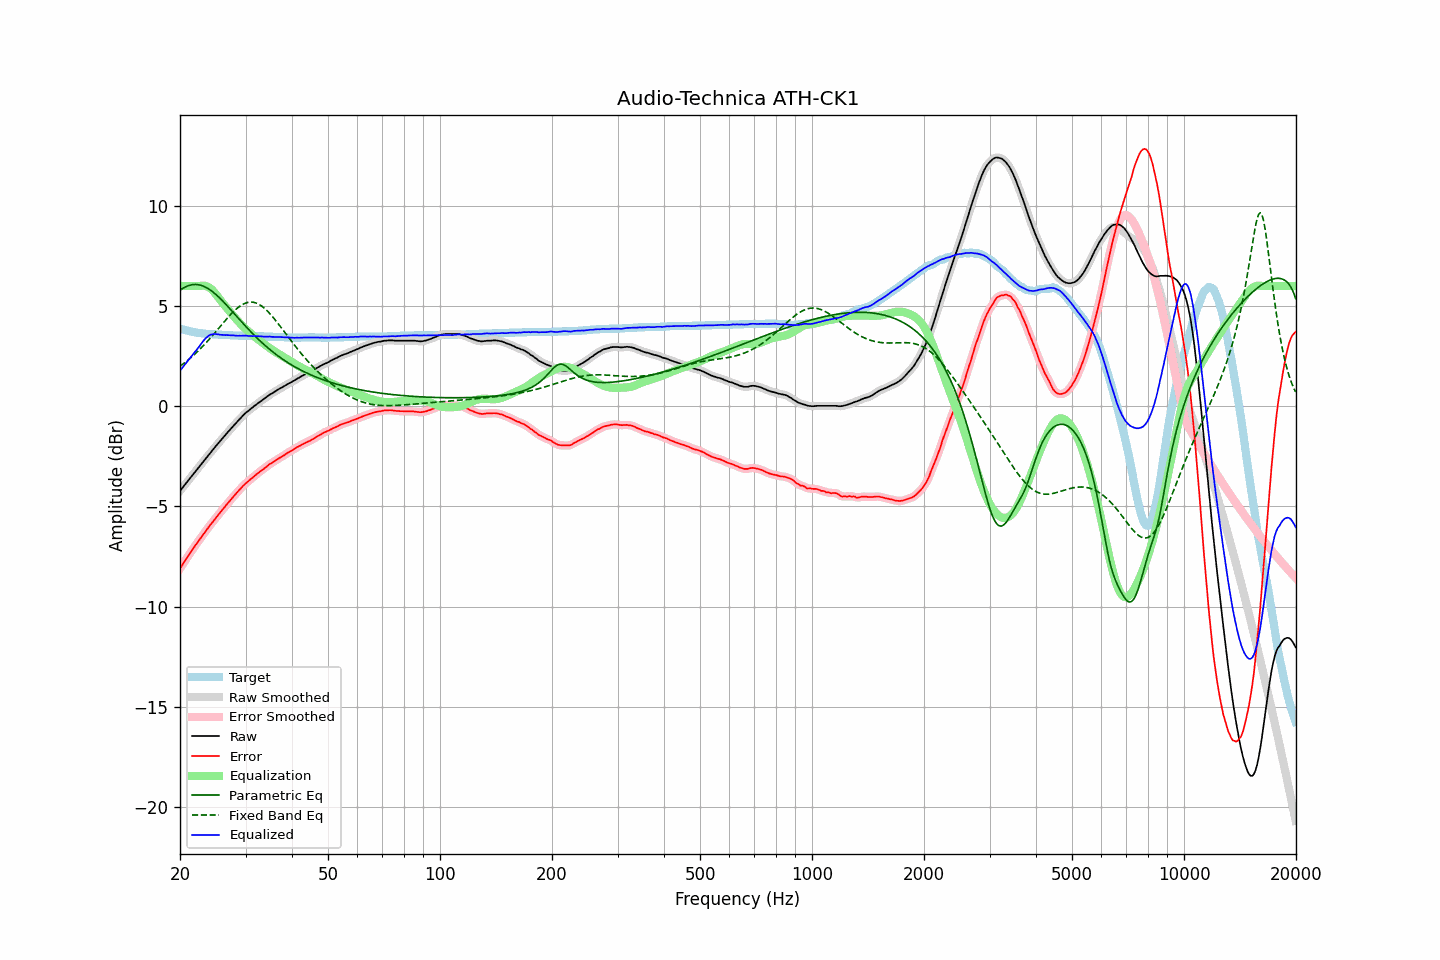 Audio-Technica ATH-CK1
Amplitude (dBr)
10
5
0
−5
−10
−15
−20
Target
Raw Smoothed
Error Smoothed
Raw
Error
Equalization
Parametric Eq
Fixed Band Eq
Equalized
20 50 100 200 500 1000 2000 5000 10000 20000
Frequency (Hz)